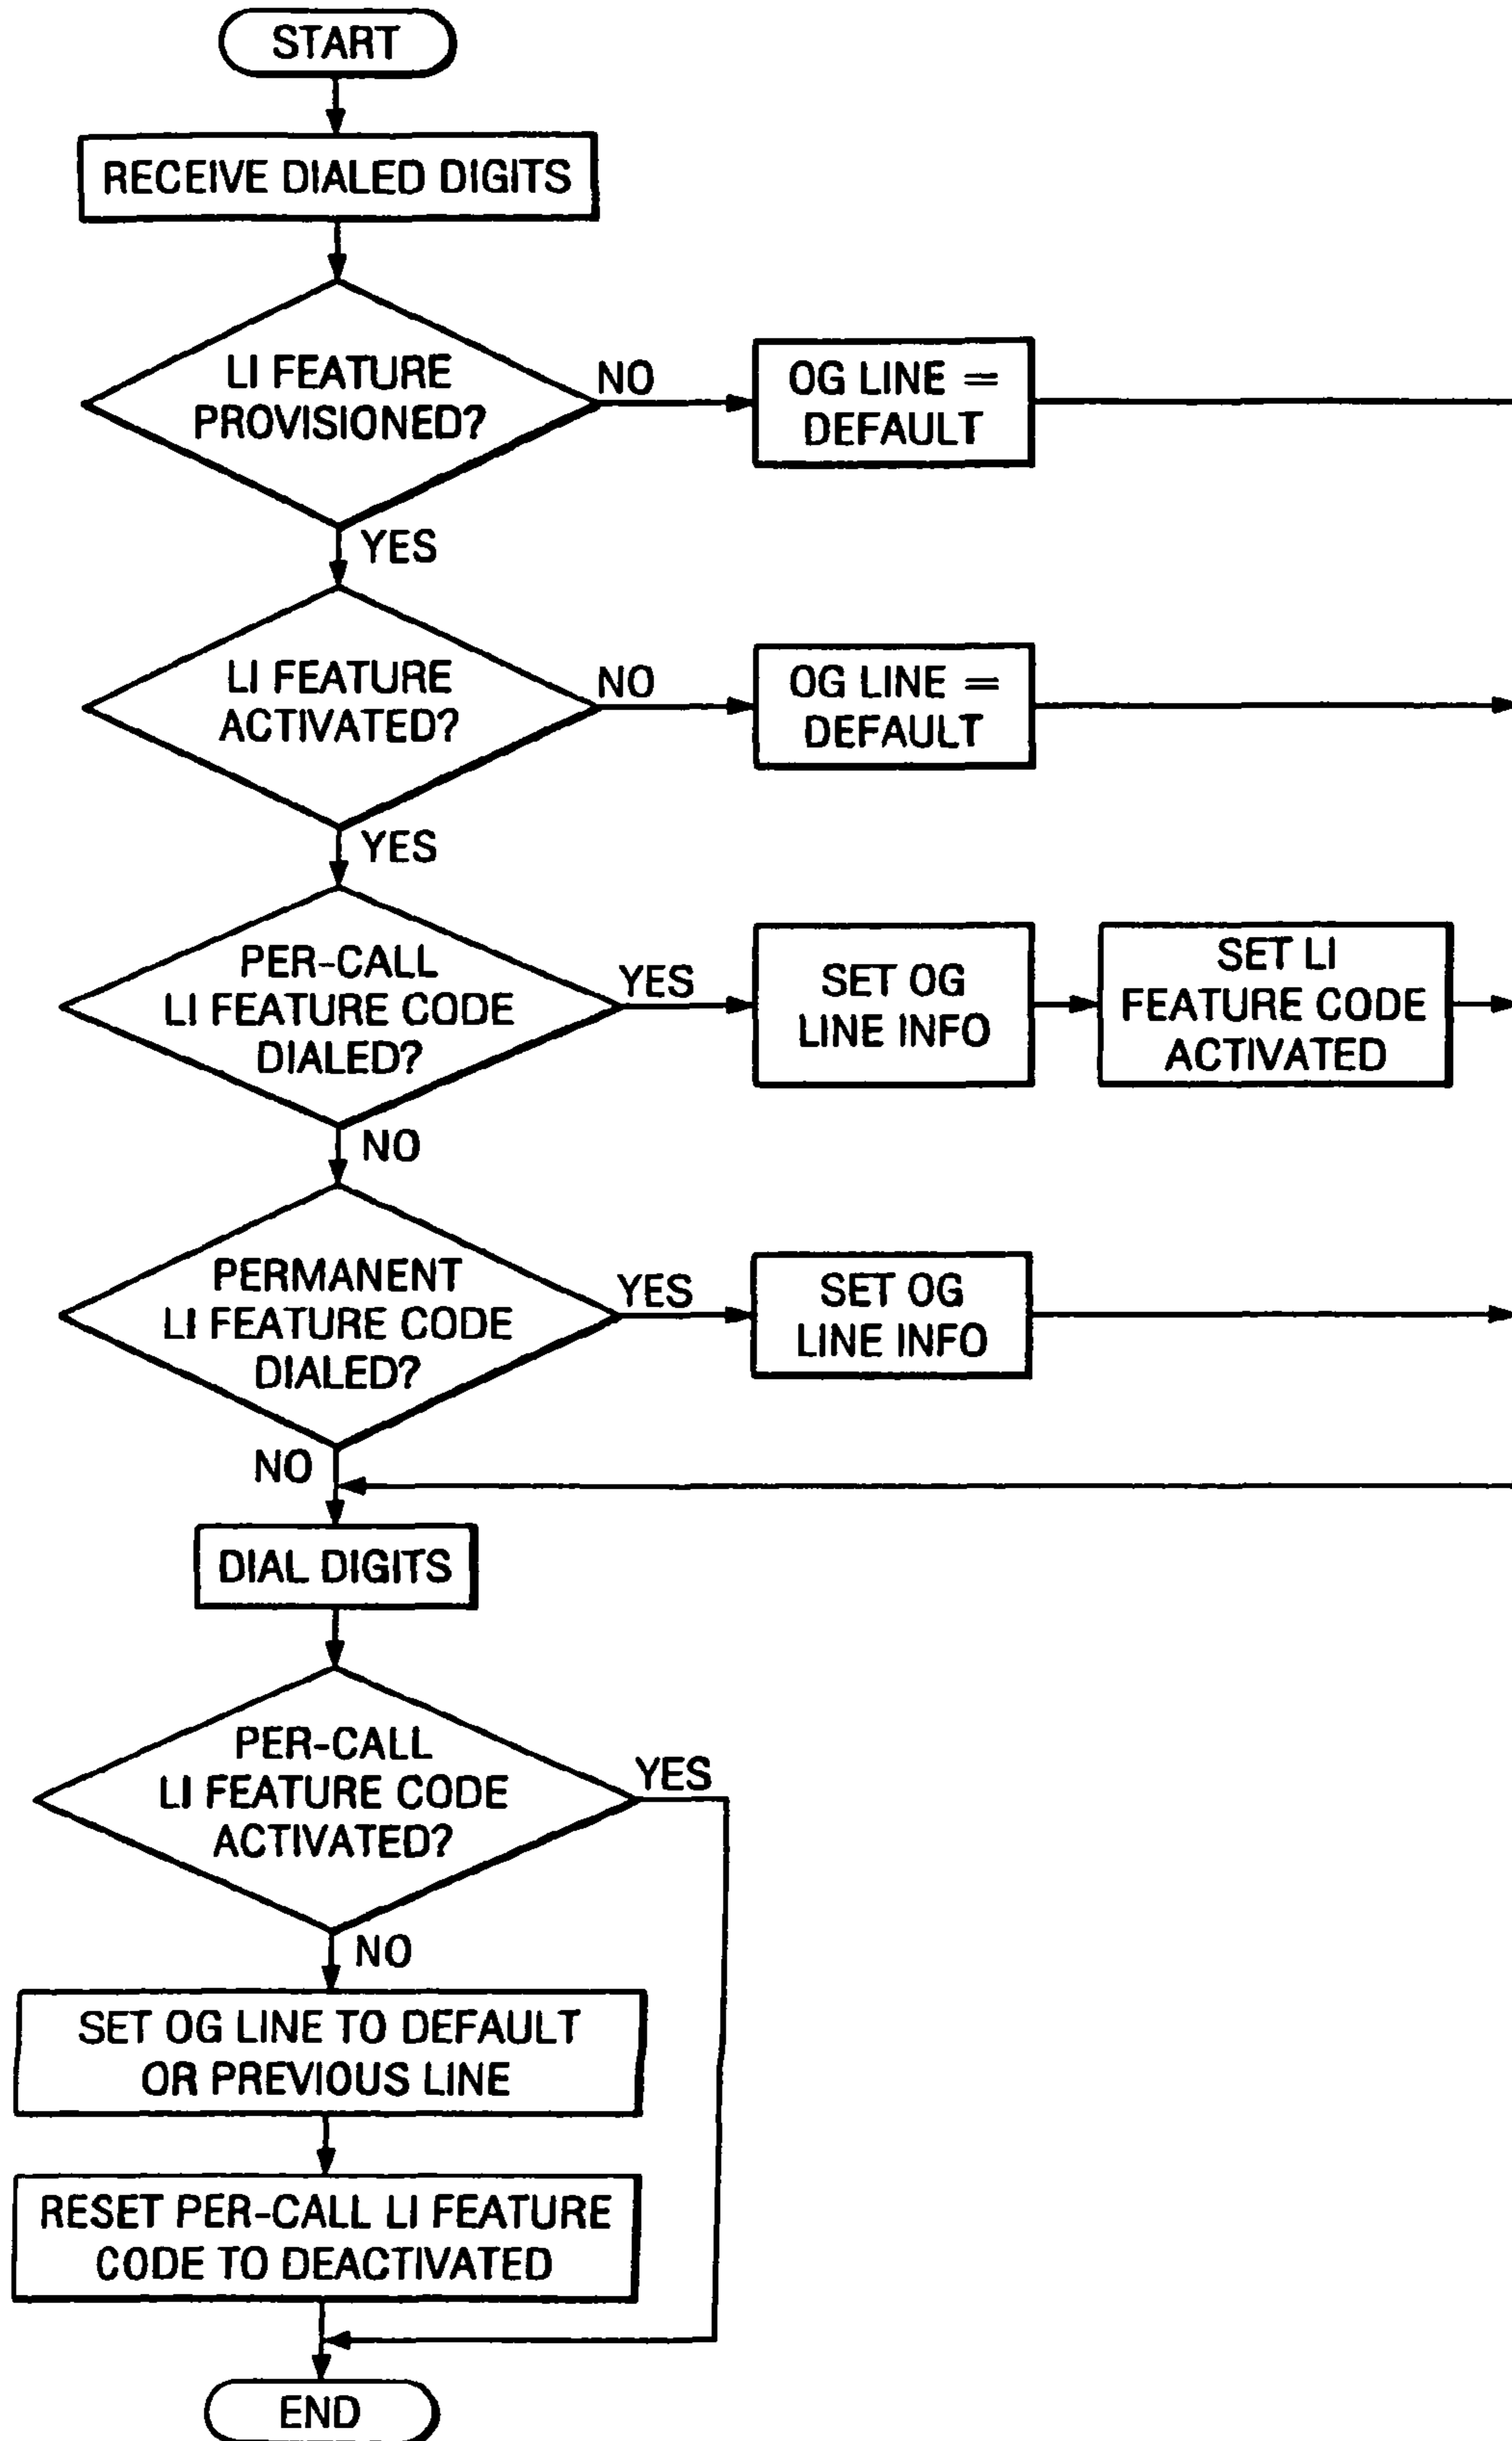 START
RECEIVE DIALED DIGITS
LI FEATURE
PROVISIONED?
NO
OG LINE =
DEFAULT
YES
LI FEATURE
ACTIVATED?
NO
OG LINE =
DEFAULT
YES
PER-CALL
LI FEATURE CODE
DIALED?
YES
SET OG
LINE INFO
SET LI
FEATURE CODE
ACTIVATED
NO
PERMANENT
LI FEATURE CODE
DIALED?
YES
SET OG
LINE INFO
NO
DIAL DIGITS
PER-CALL
LI FEATURE CODE
ACTIVATED?
YES
NO
SET OG LINE TO DEFAULT
OR PREVIOUS LINE
RESET PER-CALL LI FEATURE
CODE TO DEACTIVATED
END